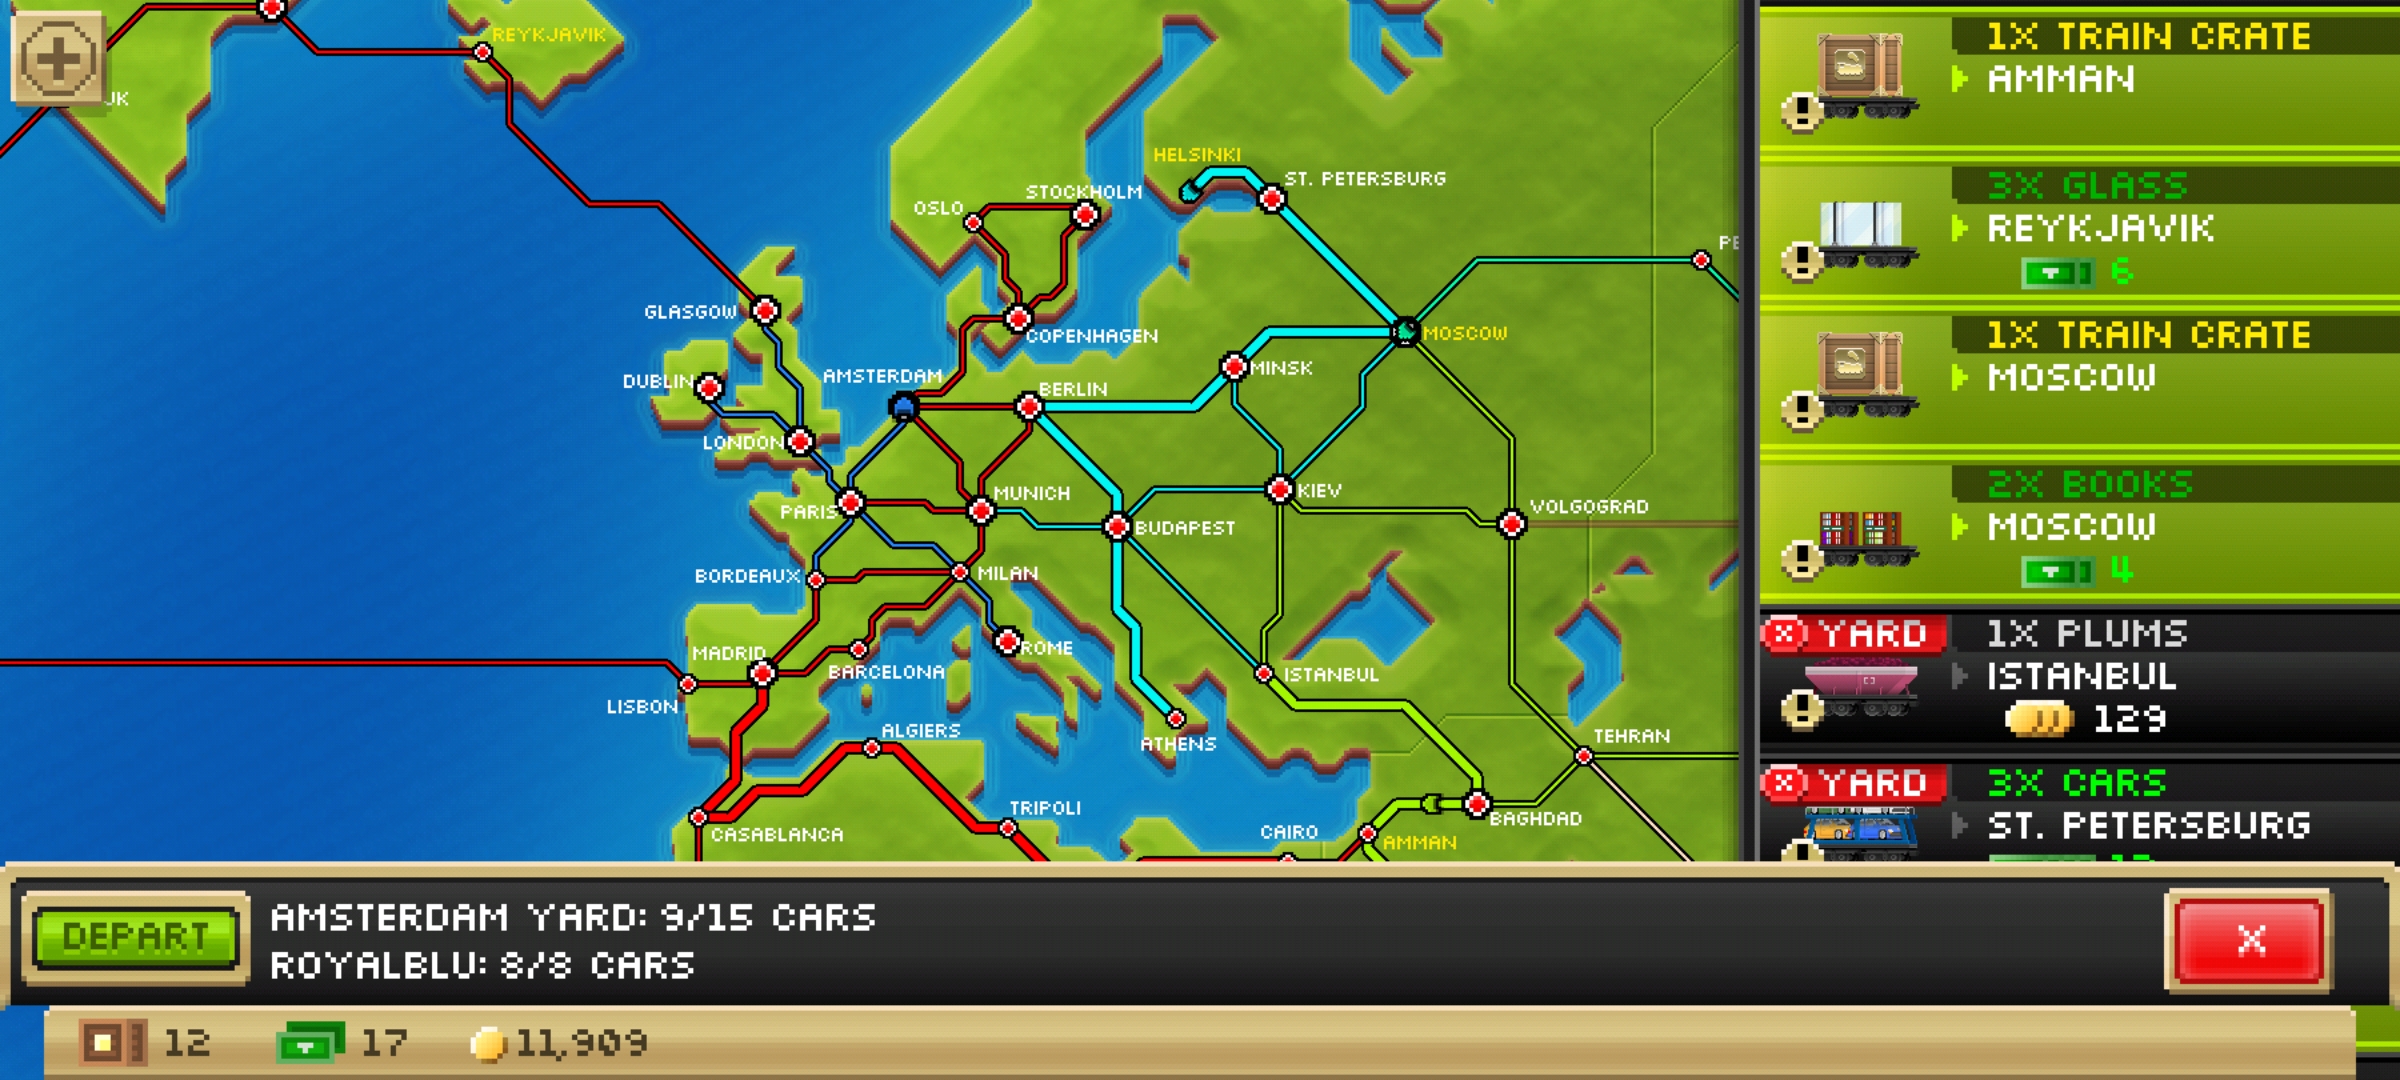 REYKJAVIK
UK
HELSINKI
ST. PETERSBURG
STOCKHOLM
OSLO
PE
GLASGOW
COPENHAGEN
MOSCOW
MINSK
AMSTERDAM
DUBLIN
BERLIN
LONDON
MUNICH
KIEV
PARIS
BUDAPEST
VOLGOGRAD
BORDEAUX
MILAN
ROME
MADRID
BARCELONA
ISTANBUL
LISBON
ALGIERS
ATHENS
TEHRAN
TRIPOLI
BAGHDAD
CASABLANCA
CAIRO
AMMAN
1X TRAIN CRATE
AMMAN
3X GLASS
REYKJAVIK
6
1X TRAIN CRATE
MOSCOW
2X BOOKS
MOSCOW
4
YARD 1X PLUMS
ISTANBUL
129
YARD 3X CARS
ST. PETERSBURG
DEPART
AMSTERDAM YARD: 9/15 CARS
ROYALBLU: 8/8 CARS
X
12
17
11,909